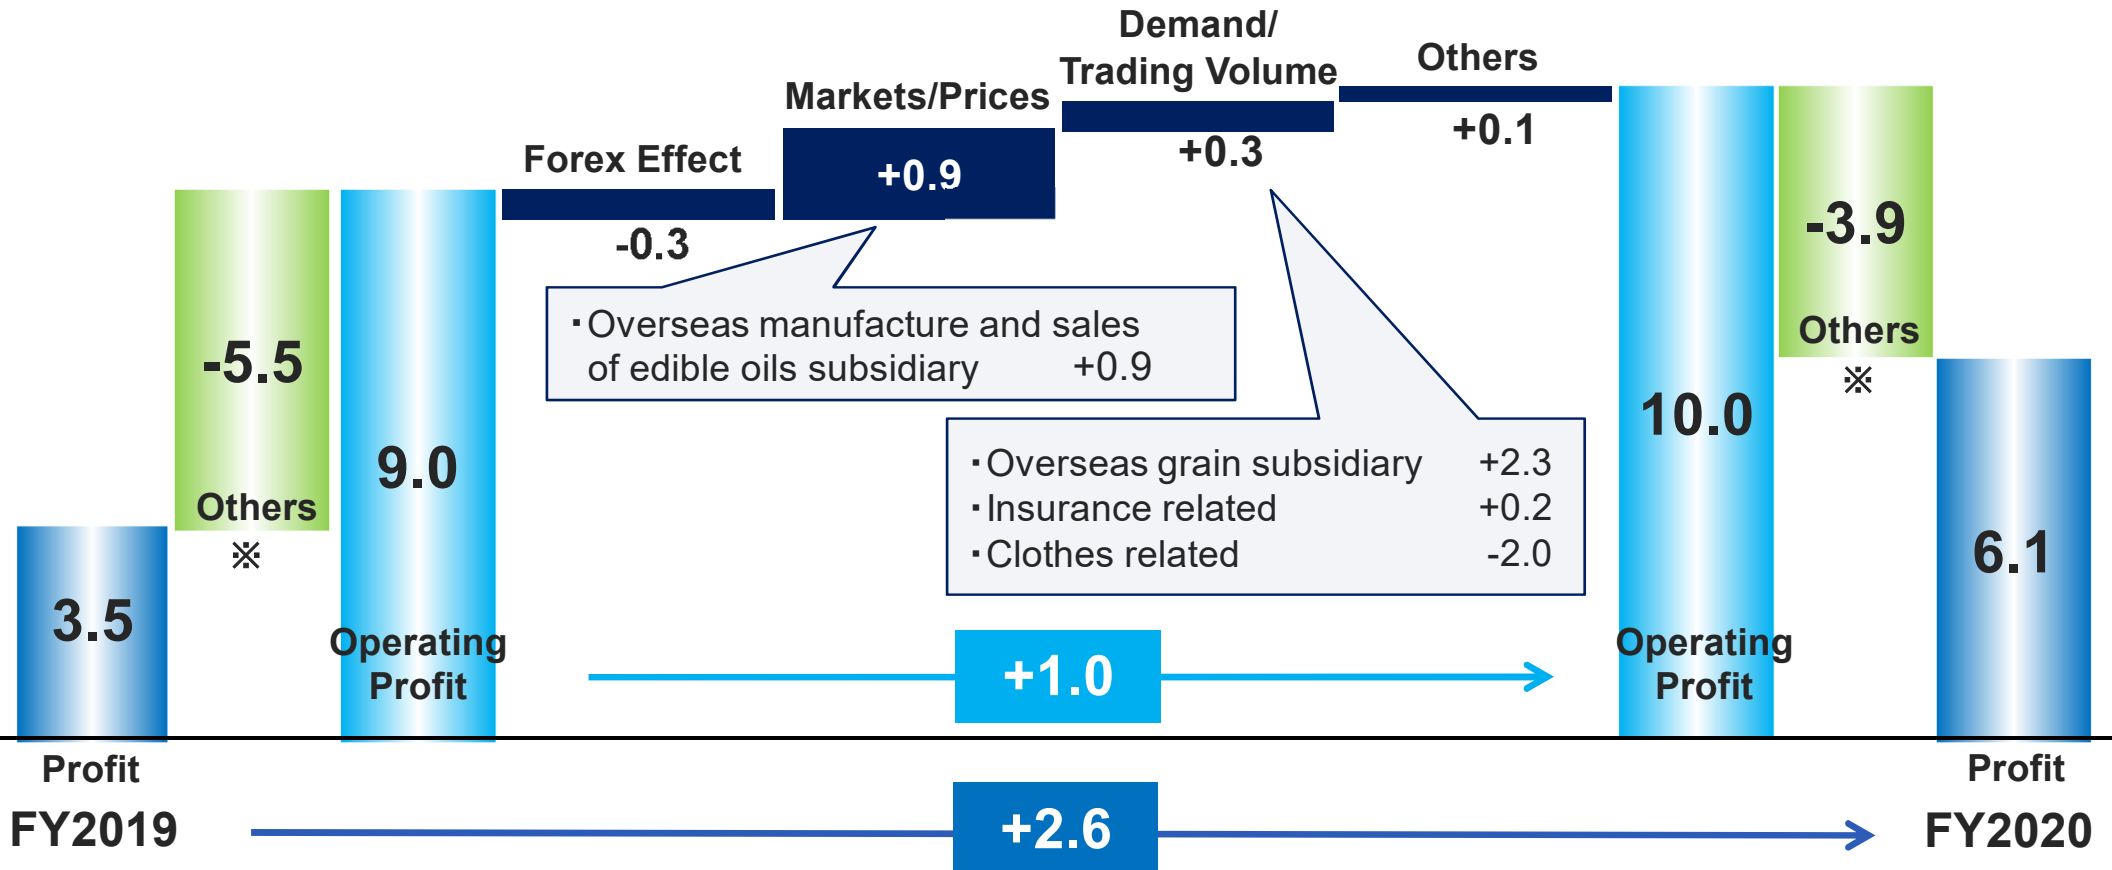 Demand/
Trading Volume
Others
Markets/Prices
+0.1
+0.3
Forex Effect
+0.9
-0.3
-3.9
Others
※
・Overseas manufacture and sales
of edible oils subsidiary +0.9
-5.5
Others
※
9.0
10.0
・Overseas grain subsidiary +2.3
・Insurance related +0.2
・Clothes related -2.0
6.1
3.5
Operating
Profit
+1.0
Operating
Profit
Profit
FY2019
+2.6
Profit
FY2020